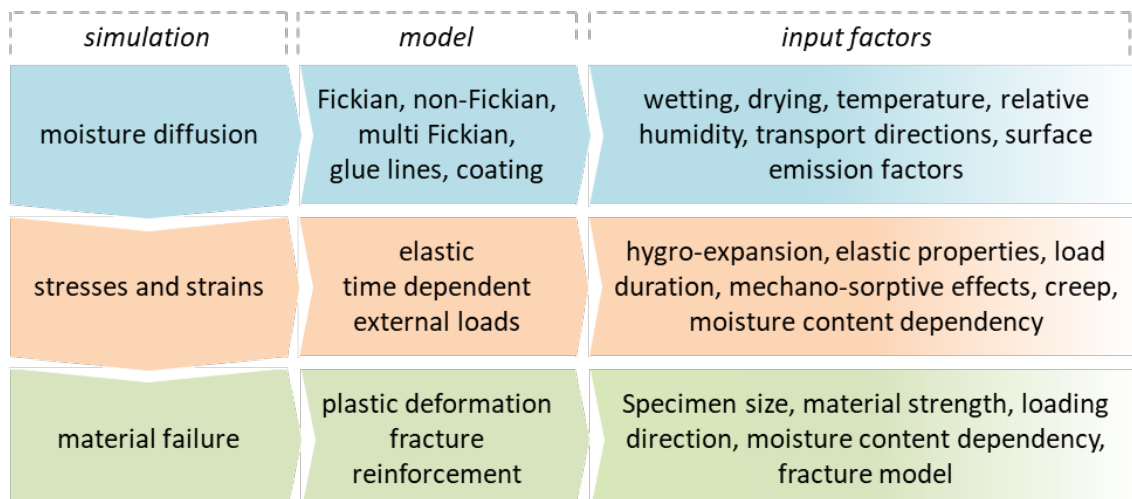 simulation
model
input factors
moisture diffusion
Fickian, non-Fickian,
multi Fickian,
glue lines, coating
wetting, drying, temperature, relative
humidity, transport directions, surface
emission factors
stresses and strains
elastic
time dependent
external loads
hygro-expansion, elastic properties, load
duration, mechano-sorptive effects, creep,
moisture content dependency
material failure
plastic deformation
fracture
reinforcement
Specimen size, material strength, loading
direction, moisture content dependency,
fracture model